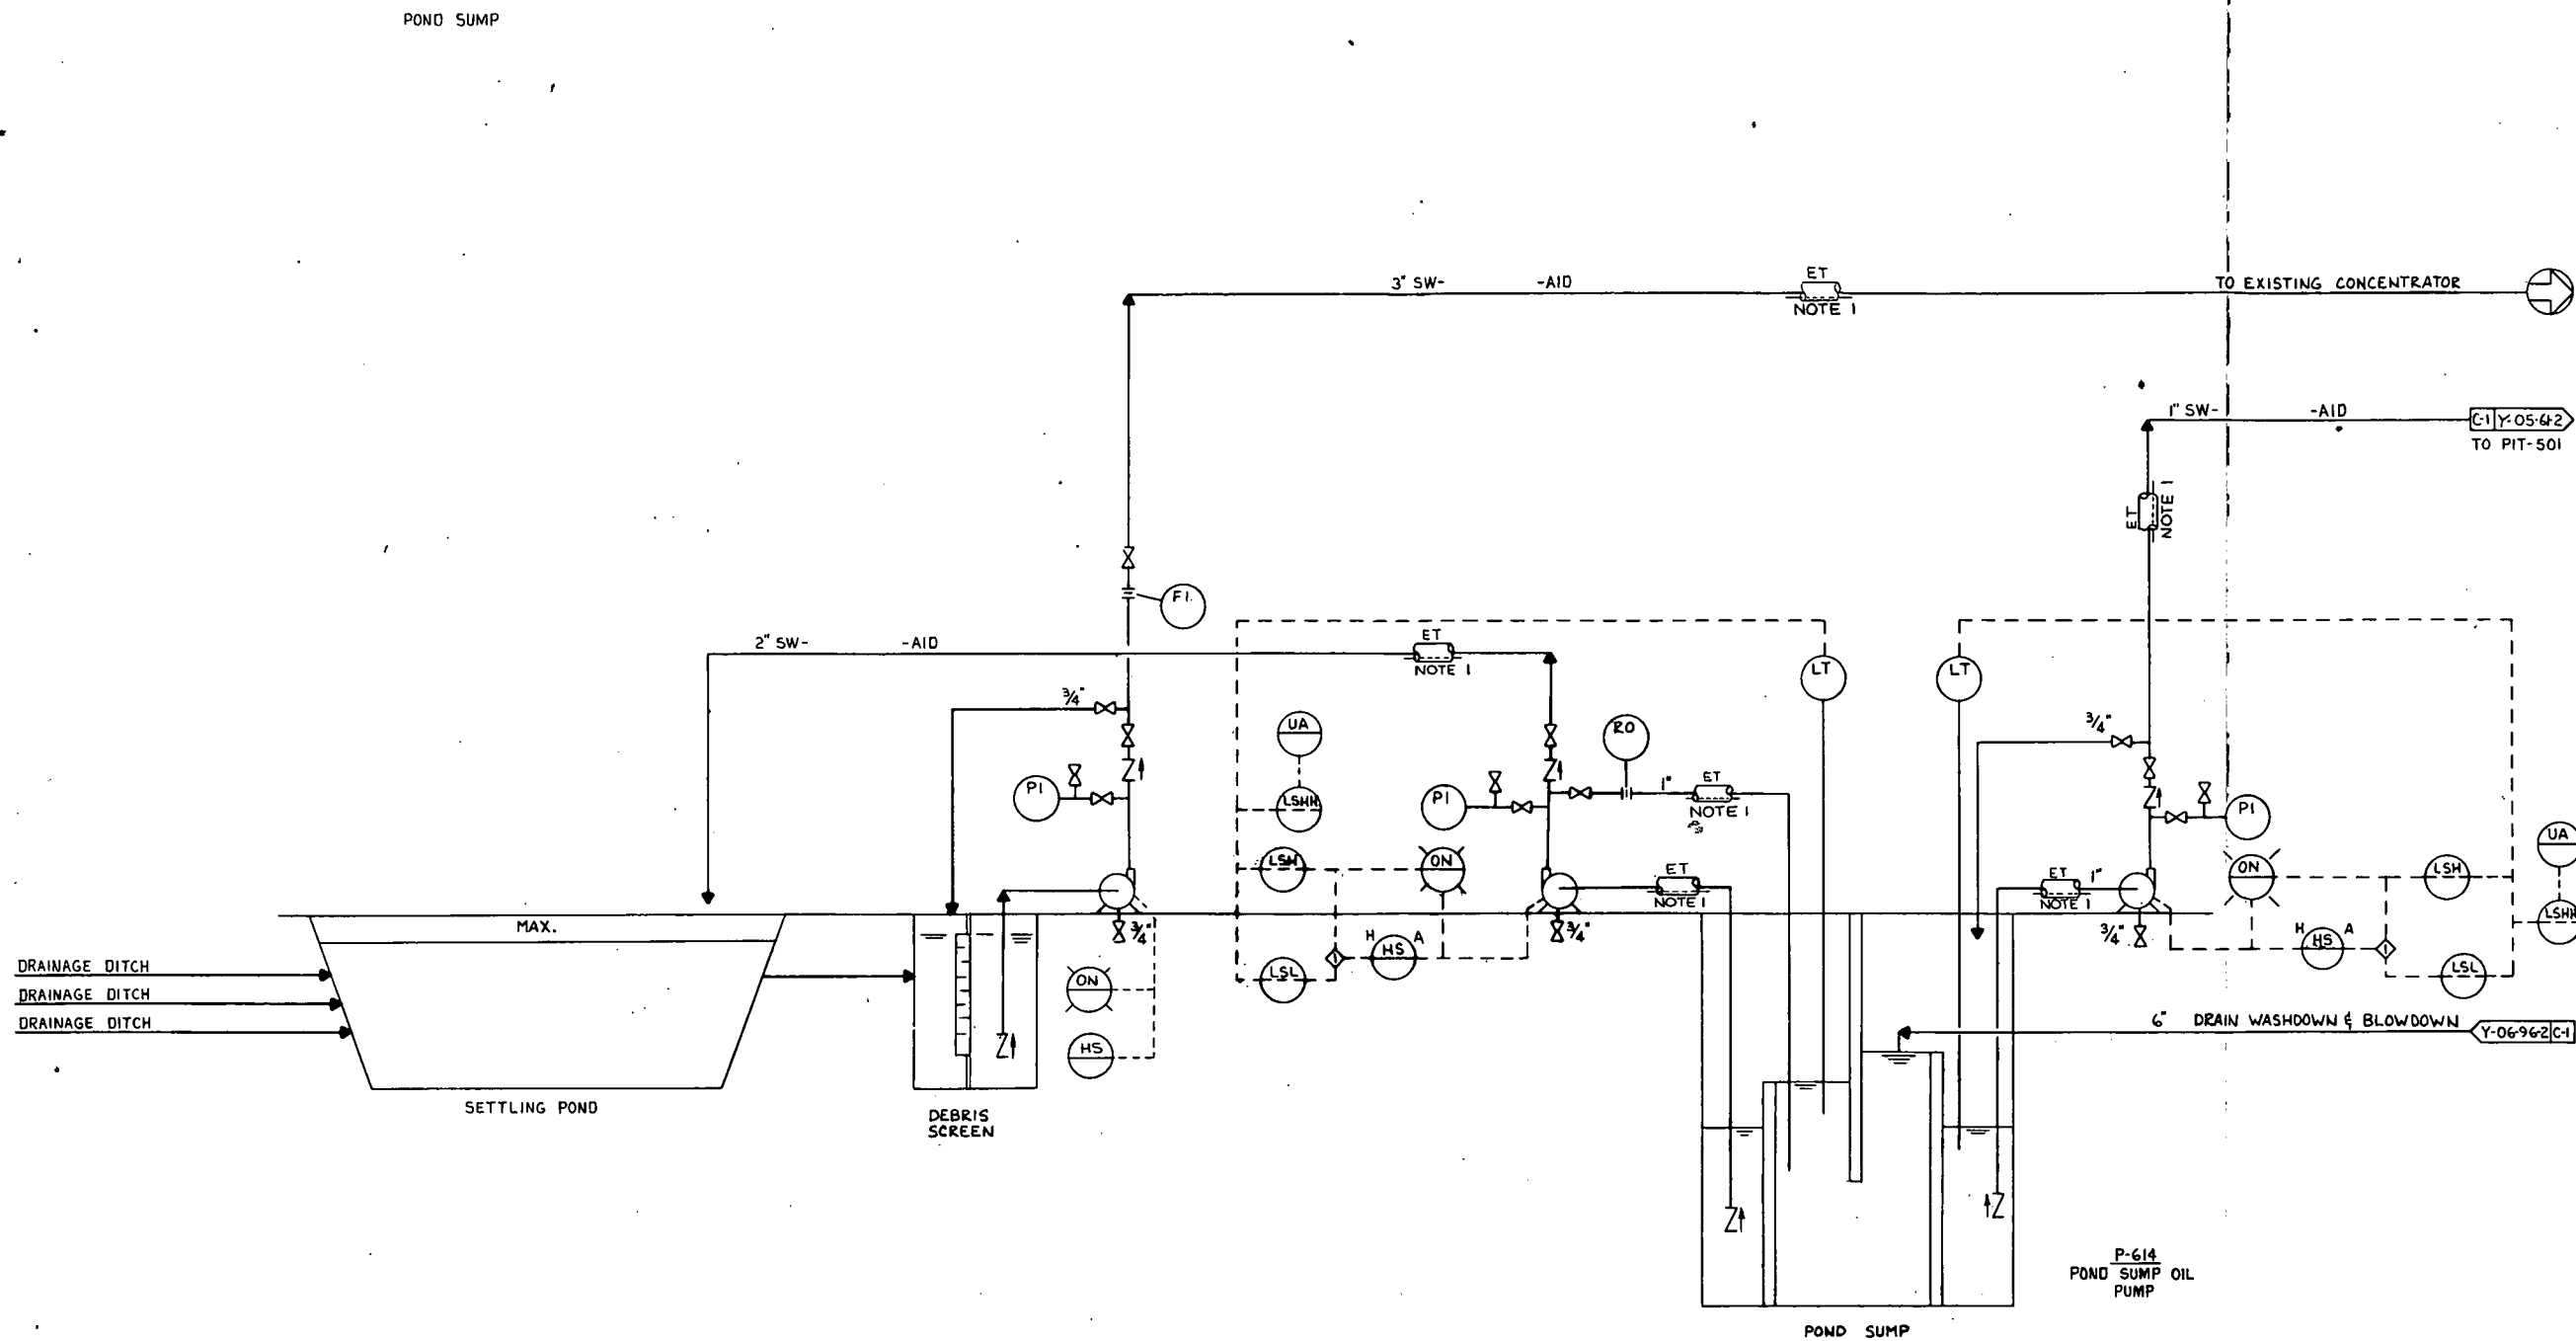 POND SUMP
3" SW- -AID
ET
NOTE 1
TO EXISTING CONCENTRATOR
1" SW- -AID
C-1 Y-05-6-2
TO PIT-501
ET
NOTE 1
FI
2" SW- -AID
ET
NOTE 1
LT
LT
3/4"
UA
RO
3/4"
PI
LSHH
PI
1"
ET
NOTE 1
PI
UA
LSH
ON
ET
NOTE 1
ET
1"
NOTE 1
ON
LSH
LSHH
MAX.
3/4"
3/4"
3/4"
H HS A
H HS A
DRAINAGE DITCH
DRAINAGE DITCH
DRAINAGE DITCH
ON
LSL
LSL
HS
6" DRAIN WASHDOWN & BLOWDOWN
Y-06-96-2 C-1
SETTLING POND
DEBRIS
SCREEN
P-614
POND SUMP OIL
PUMP
POND SUMP